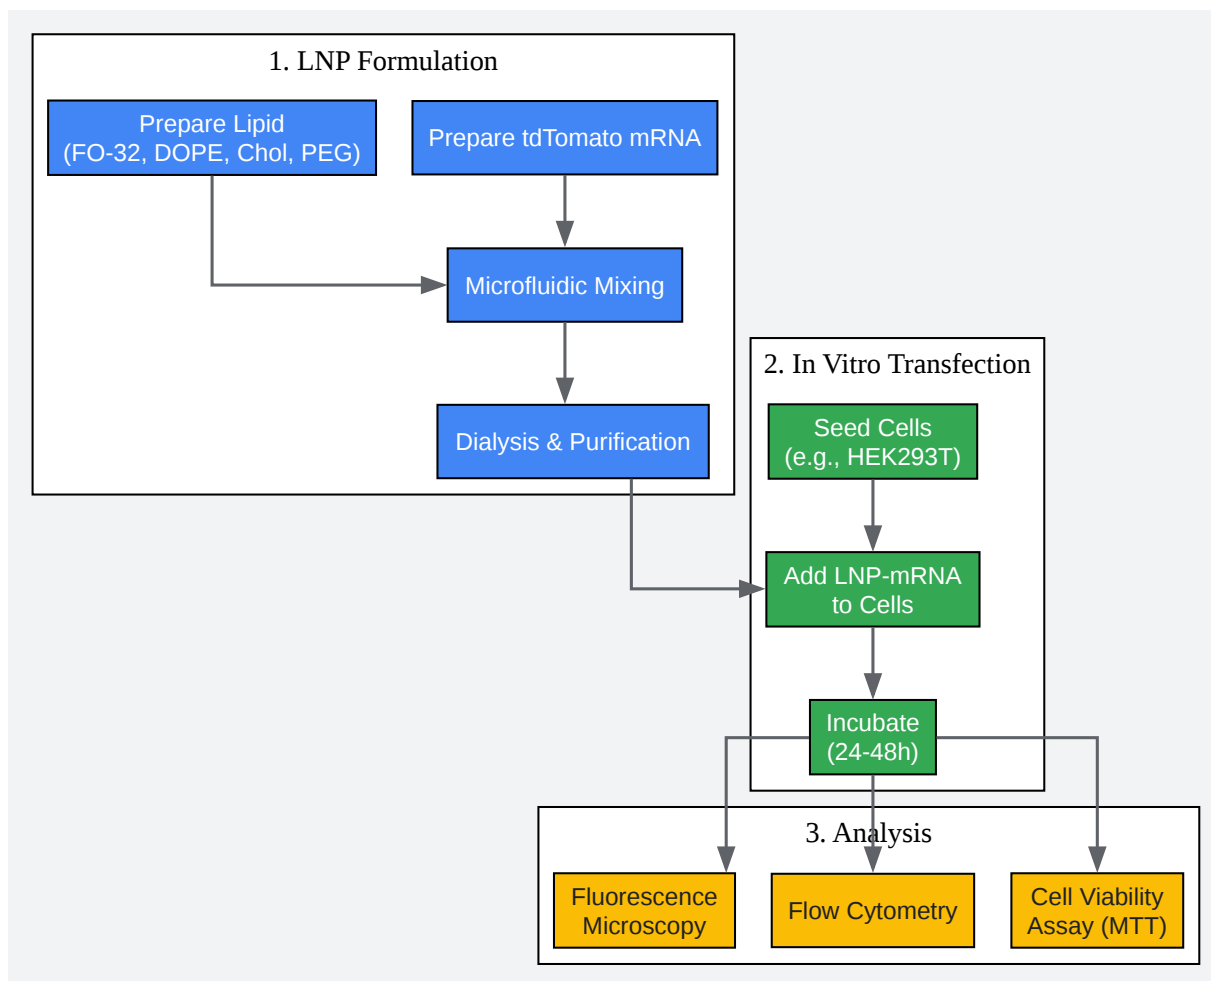 1. LNP Formulation
Prepare Lipid
(FO-32, DOPE, Chol, PEG)
Prepare tdTomato mRNA
Microfluidic Mixing
Dialysis & Purification
2. In Vitro Transfection
Seed Cells
(e.g., HEK293T)
Add LNP-mRNA
to Cells
Incubate
(24-48h)
3. Analysis
Fluorescence
Microscopy
Flow Cytometry
Cell Viability
Assay (MTT)